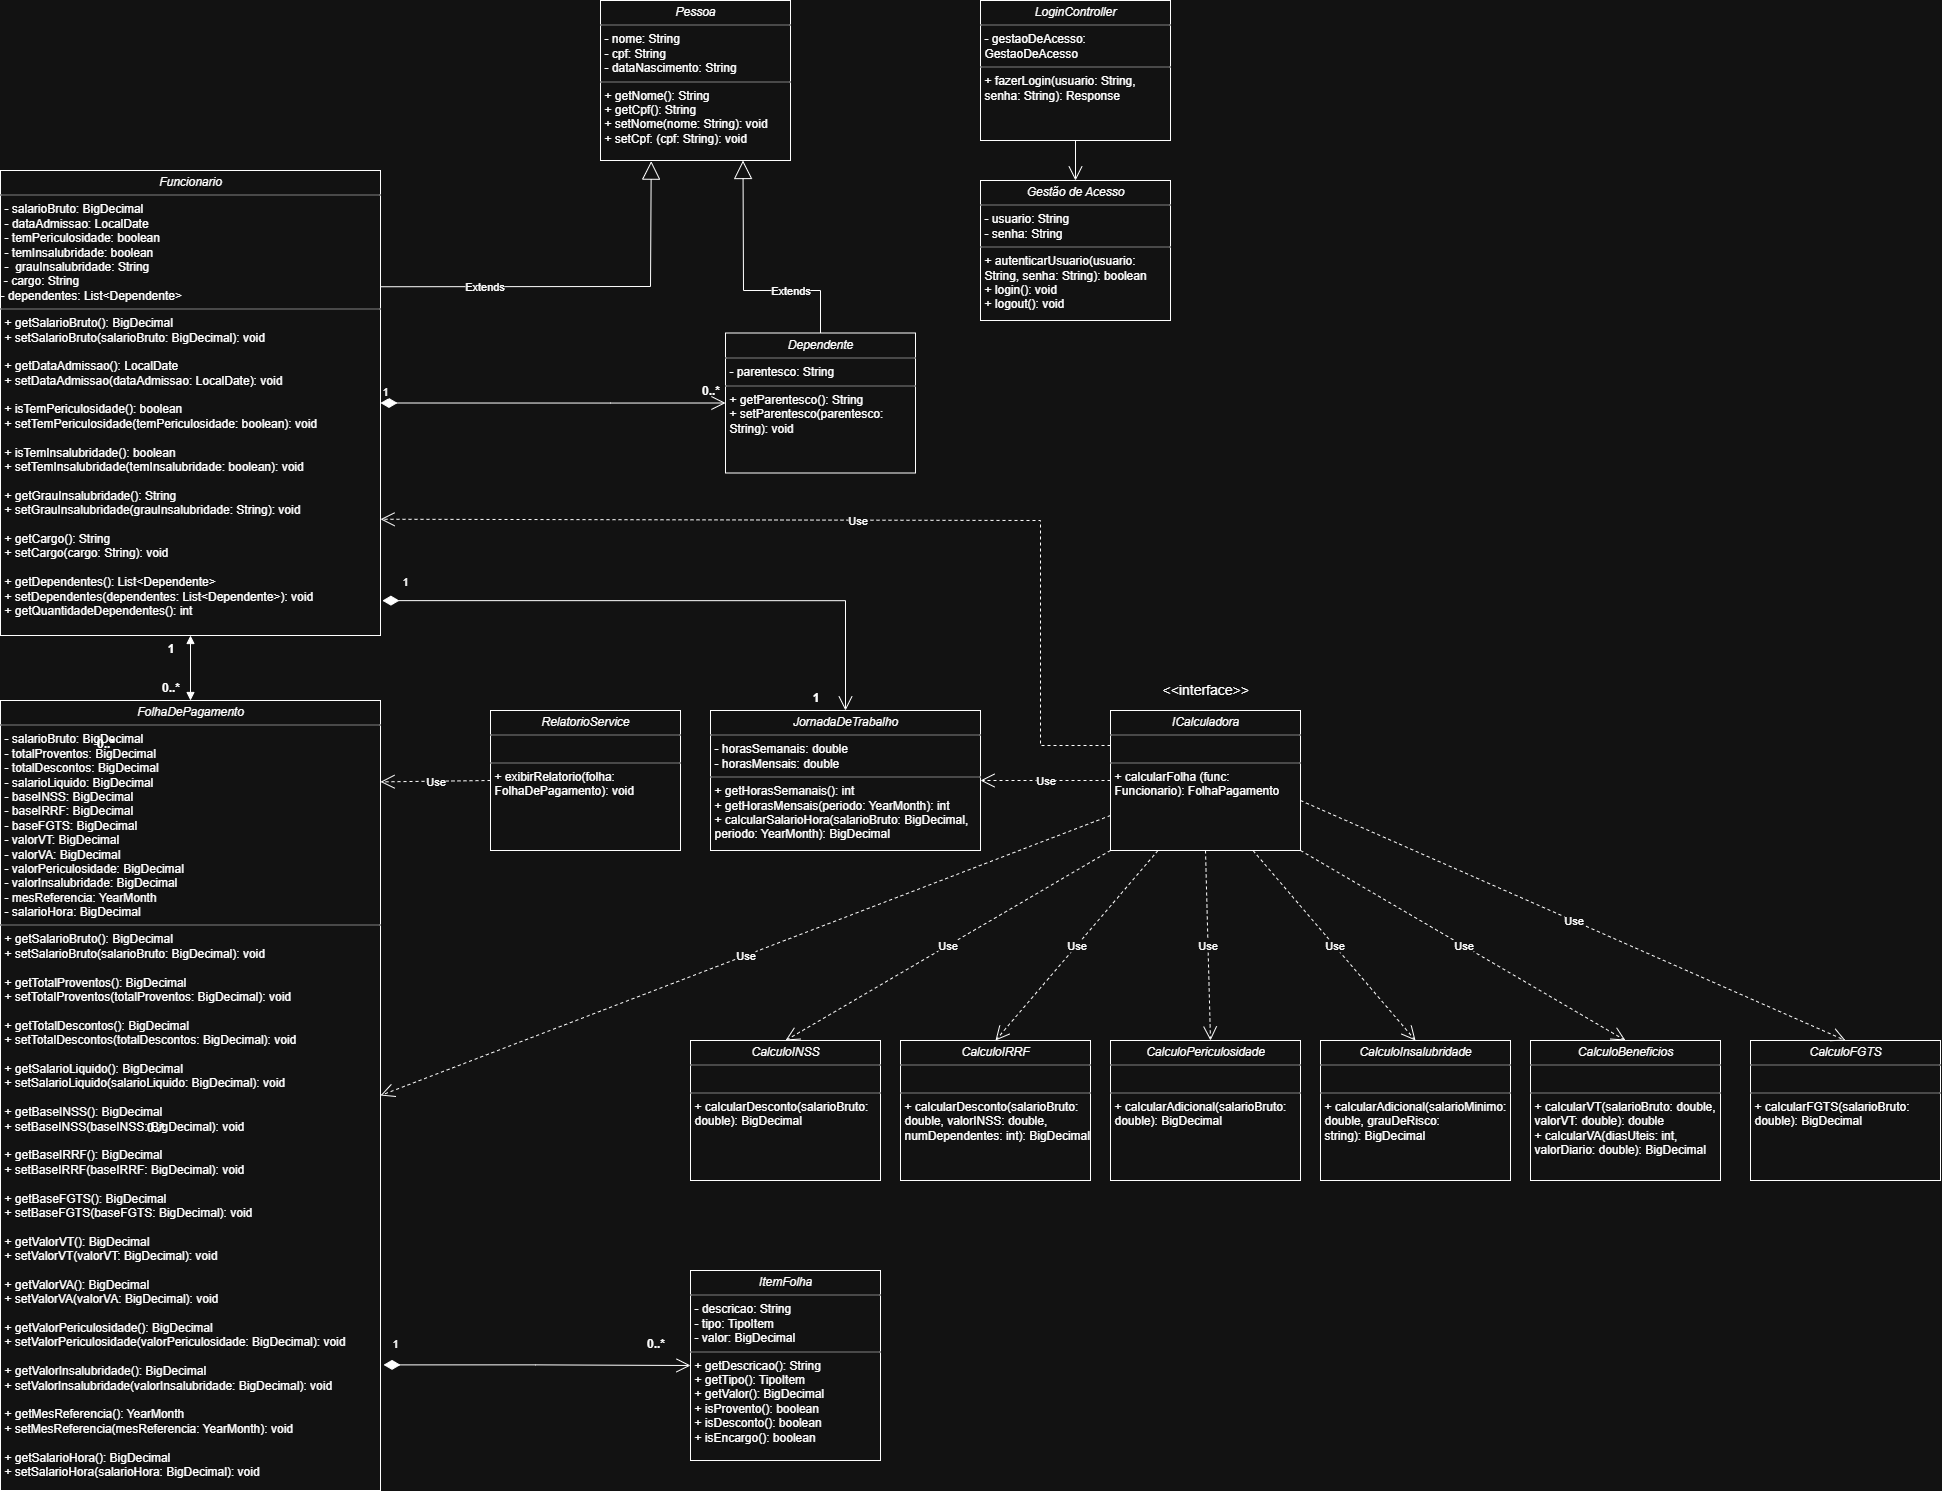 Pessoa
- nome: String
- cpf: String
- dataNascimento: String
+ getNome(): String
+ getCpf(): String
+ setNome(nome: String): void
+ setCpf: (cpf: String): void
LoginController
- gestaoDeAcesso:
GestaoDeAcesso
+ fazerLogin(usuario: String,
senha: String): Response
Gestão de Acesso
- usuario: String
- senha: String
+ autenticarUsuario(usuario:
String, senha: String): boolean
+ login(): void
+ logout(): void
Funcionario
- salarioBruto: BigDecimal
- dataAdmissao: LocalDate
- temPericulosidade: boolean
- temInsalubridade: boolean
- grauInsalubridade: String
- cargo: String
- dependentes: List<Dependente>
+ getSalarioBruto(): BigDecimal
+ setSalarioBruto(salarioBruto: BigDecimal): void
+ getDataAdmissao(): LocalDate
+ setDataAdmissao(dataAdmissao: LocalDate): void
+ isTemPericulosidade(): boolean
+ setTemPericulosidade(temPericulosidade: boolean): void
+ isTemInsalubridade(): boolean
+ setTemInsalubridade(temInsalubridade: boolean): void
+ getGrauInsalubridade(): String
+ setGrauInsalubridade(grauInsalubridade: String): void
+ getCargo(): String
+ setCargo(cargo: String): void
+ getDependentes(): List<Dependente>
+ setDependentes(dependentes: List<Dependente>): void
+ getQuantidadeDependentes(): int
Extends
Extends
Dependente
- parentesco: String
+ getParentesco(): String
+ setParentesco(parentesco:
String): void
1
0..*
Use
1
1
1
0..*
FolhaDePagamento
- salarioBruto: BigDecimal
0..*
- totalProventos: BigDecimal
- totalDescontos: BigDecimal
- salarioLiquido: BigDecimal
- baseINSS: BigDecimal
- baseIRRF: BigDecimal
- baseFGTS: BigDecimal
- valorVT: BigDecimal
- valorVA: BigDecimal
- valorPericulosidade: BigDecimal
- valorInsalubridade: BigDecimal
- mesReferencia: YearMonth
- salarioHora: BigDecimal
+ getSalarioBruto(): BigDecimal
+ setSalarioBruto(salarioBruto: BigDecimal): void
+ getTotalProventos(): BigDecimal
+ setTotalProventos(totalProventos: BigDecimal): void
+ getTotalDescontos(): BigDecimal
+ setTotalDescontos(totalDescontos: BigDecimal): void
+ getSalarioLiquido(): BigDecimal
+ setSalarioLiquido(salarioLiquido: BigDecimal): void
+ getBaseINSS(): BigDecimal
+ setBaseINSS(baseINSS: BigDecimal): void
0..*
+ getBaseIRRF(): BigDecimal
+ setBaseIRRF(baseIRRF: BigDecimal): void
+ getBaseFGTS(): BigDecimal
+ setBaseFGTS(baseFGTS: BigDecimal): void
+ getValorVT(): BigDecimal
+ setValorVT(valorVT: BigDecimal): void
+ getValorVA(): BigDecimal
+ setValorVA(valorVA: BigDecimal): void
+ getValorPericulosidade(): BigDecimal
+ setValorPericulosidade(valorPericulosidade: BigDecimal): void
+ getValorInsalubridade(): BigDecimal
+ setValorInsalubridade(valorInsalubridade: BigDecimal): void
+ getMesReferencia(): YearMonth
+ setMesReferencia(mesReferencia: YearMonth): void
+ getSalarioHora(): BigDecimal
+ setSalarioHora(salarioHora: BigDecimal): void
Use
RelatorioService
+ exibirRelatorio(folha:
FolhaDePagamento): void
JornadaDeTrabalho
- horasSemanais: double
- horasMensais: double
+ getHorasSemanais(): int
+ getHorasMensais(periodo: YearMonth): int
+ calcularSalarioHora(salarioBruto: BigDecimal,
periodo: YearMonth): BigDecimal
Use
<<interface>>
ICalculadora
+ calcularFolha (func:
Funcionario): FolhaPagamento
Use
Use
Use
Use
Use
Use
Use
CalculoINSS
+ calcularDesconto(salarioBruto:
double): BigDecimal
CalculoIRRF
+ calcularDesconto(salarioBruto:
double, valorINSS: double,
numDependentes: int): BigDecimal
CalculoPericulosidade
+ calcularAdicional(salarioBruto:
double): BigDecimal
CalculoInsalubridade
+ calcularAdicional(salarioMinimo:
double, grauDeRisco:
string): BigDecimal
CalculoBeneficios
+ calcularVT(salarioBruto: double,
valorVT: double): double
+ calcularVA(diasUteis: int,
valorDiario: double): BigDecimal
CalculoFGTS
+ calcularFGTS(salarioBruto:
double): BigDecimal
1
0..*
ItemFolha
- descricao: String
- tipo: TipoItem
- valor: BigDecimal
+ getDescricao(): String
+ getTipo(): TipoItem
+ getValor(): BigDecimal
+ isProvento(): boolean
+ isDesconto(): boolean
+ isEncargo(): boolean